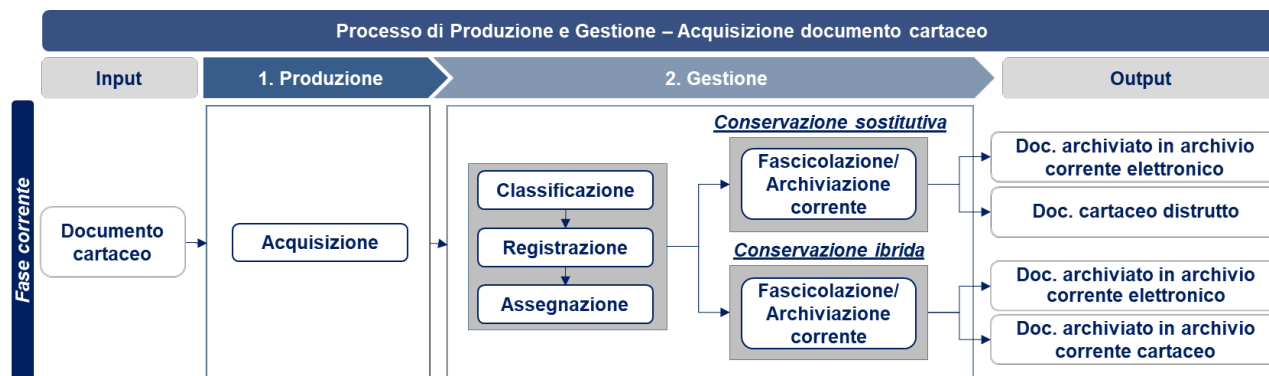 Processo di Produzione e Gestione – Acquisizione documento cartaceo
Input
1. Produzione
2. Gestione
Output
Fase corrente
Documento
cartaceo
Acquisizione
Classificazione
Registrazione
Assegnazione
Conservazione sostitutiva
Fascicolazione/
Archiviazione
corrente
Conservazione ibrida
Fascicolazione/
Archiviazione
corrente
Doc. archiviato in archivio
corrente elettronico
Doc. cartaceo distrutto
Doc. archiviato in archivio
corrente elettronico
Doc. archiviato in archivio
corrente cartaceo